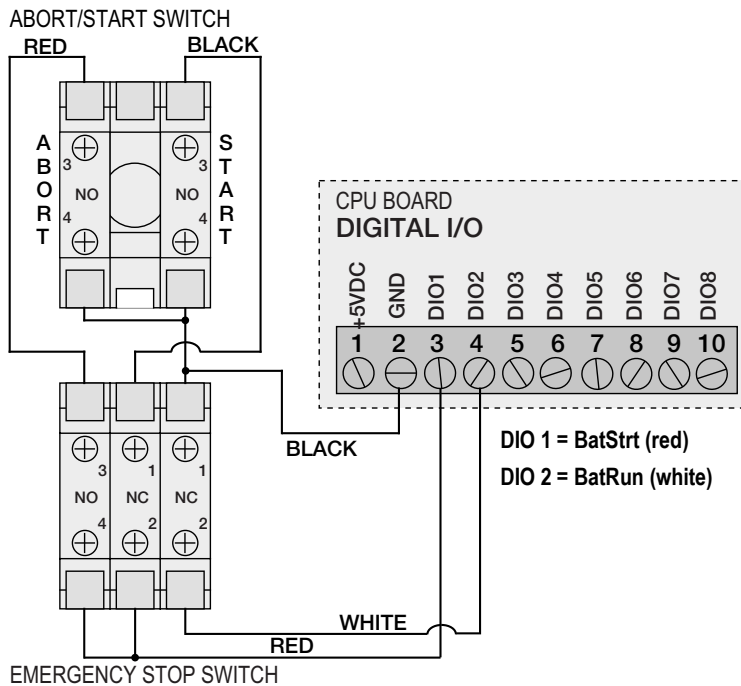 ABORT/START SWITCH
RED
BLACK
ABORT
3
NO
4
START
3
NO
4
CPU BOARD
DIGITAL I/O
+5VDC GND DIO1 DIO2 DIO3 DIO4 DIO5 DIO6 DIO7 DIO8
1 2 3 4 5 6 7 8 9 10
BLACK
DIO 1 = BatStrt (red)
DIO 2 = BatRun (white)
3 1 1
NO NC NC
4 2 2
WHITE
RED
EMERGENCY STOP SWITCH